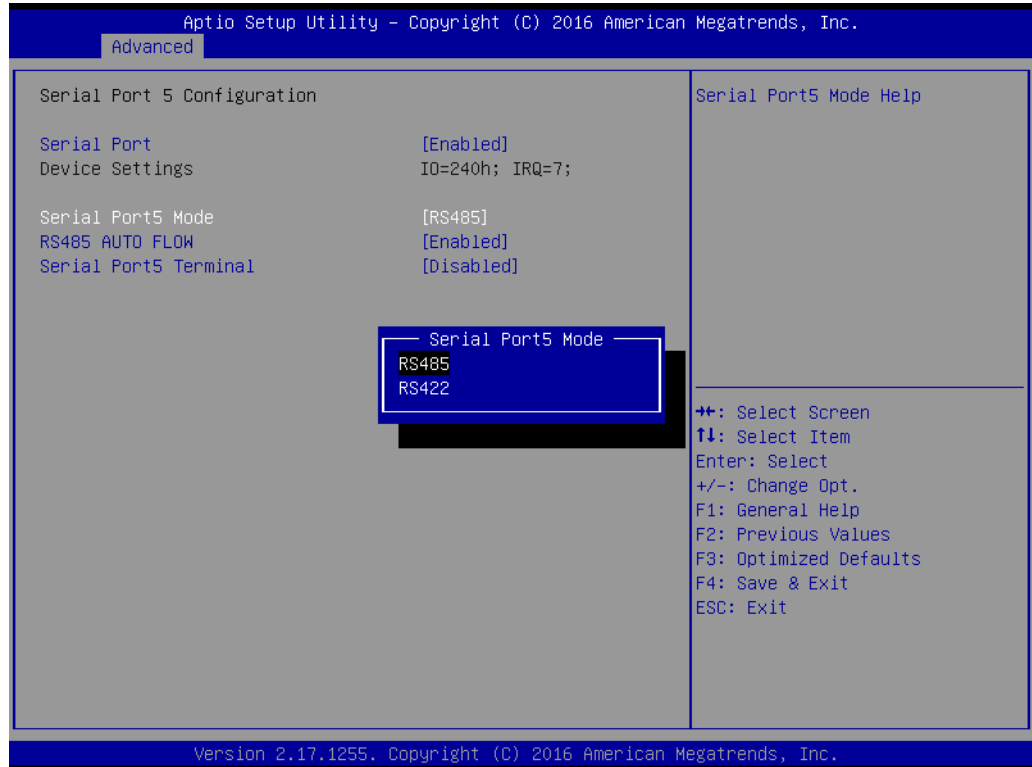 Aptio Setup Utility – Copyright (C) 2016 American Megatrends, Inc.
Advanced
Serial Port 5 Configuration
Serial Port [Enabled]
Device Settings IO=240h; IRQ=7;
Serial Port5 Mode [RS485]
RS485 AUTO FLOW [Enabled]
Serial Port5 Terminal [Disabled]
Serial Port5 Mode
RS485
RS422
Serial Port5 Mode Help
→←: Select Screen
↑↓: Select Item
Enter: Select
+/-: Change Opt.
F1: General Help
F2: Previous Values
F3: Optimized Defaults
F4: Save & Exit
ESC: Exit
Version 2.17.1255. Copyright (C) 2016 American Megatrends, Inc.